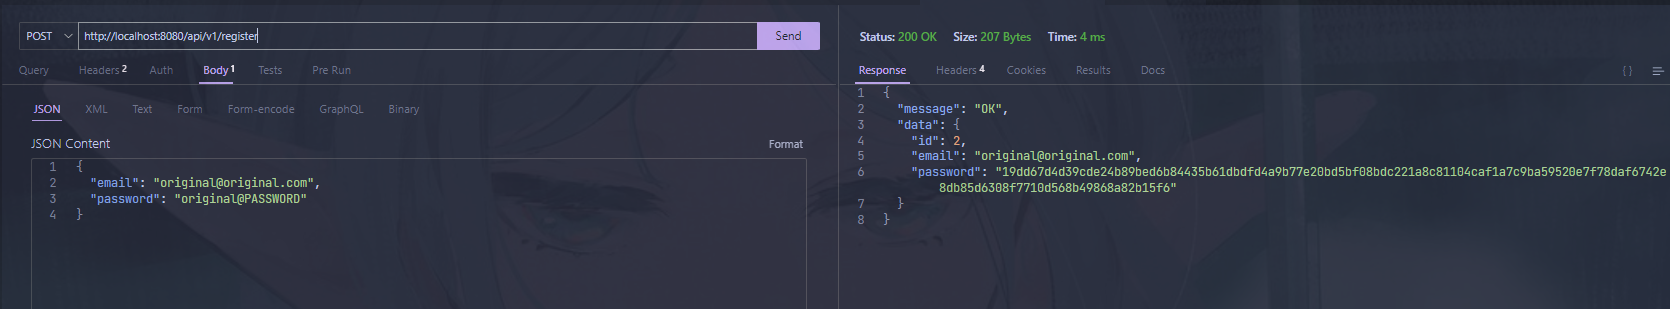 POST
http://localhost:8080/api/v1/register
Send
Query Headers 2 Auth Body 1 Tests Pre Run
JSON XML Text Form Form-encode GraphQL Binary
JSON Content Format
1 {
2 "email": "original@original.com",
3 "password": "original@PASSWORD"
4 }
Status: 200 OK Size: 207 Bytes Time: 4 ms
Response Headers 4 Cookies Results Docs { }
1 {
2 "message": "OK",
3 "data": {
4 "id": 2,
5 "email": "original@original.com",
6 "password": "19dd67d4d39cde24b89bed6b84435b61dbdfd4a9b77e20bd5bf08bdc221a8c81104caf1a7c9ba59520e7f78daf6742e
8db85d6308f7710d568b49868a82b15f6"
7 }
8 }